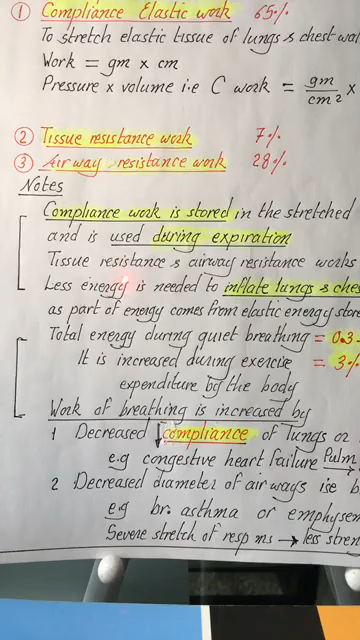 ① Compliance Elastic work 65%
To stretch elastic tissue of lungs & chest wal
Work = gm x cm
Pressure x volume i.e C work = gm/cm² x
② Tissue resistance work 7%
③ Airway resistance work 28%
Notes
Compliance work is stored in the stretched
and is used during expiration
Tissue resistance & airway resistance works
Less energy is needed to inflate lungs & ches
as part of energy comes from elastic energy store
Total energy during quiet breathing = 0.3
It is increased during exercise = 3%
expenditure by the body
Work of breathing is increased by
1 Decreased ↓ compliance of lungs or
e.g congestive heart failure Pulm
2 Decreased diameter of air ways i.e b
e.g br. asthma or emphysem
Severe stretch of resp ms → less stren